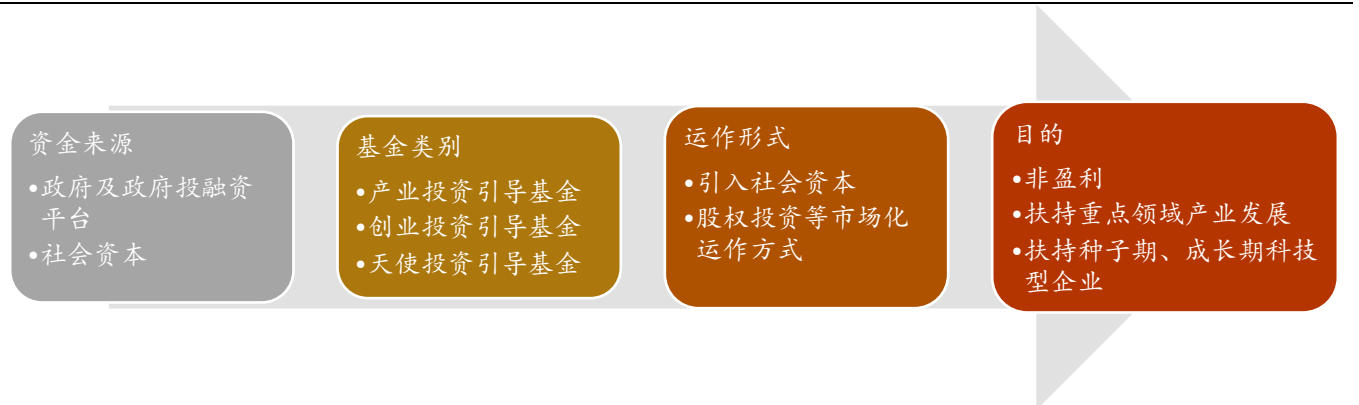 资金来源
•政府及政府投融资
平台
•社会资本
基金类别
•产业投资引导基金
•创业投资引导基金
•天使投资引导基金
运作形式
•引入社会资本
•股权投资等市场化
运作方式
目的
•非盈利
•扶持重点领域产业发展
•扶持种子期、成长期科技
型企业